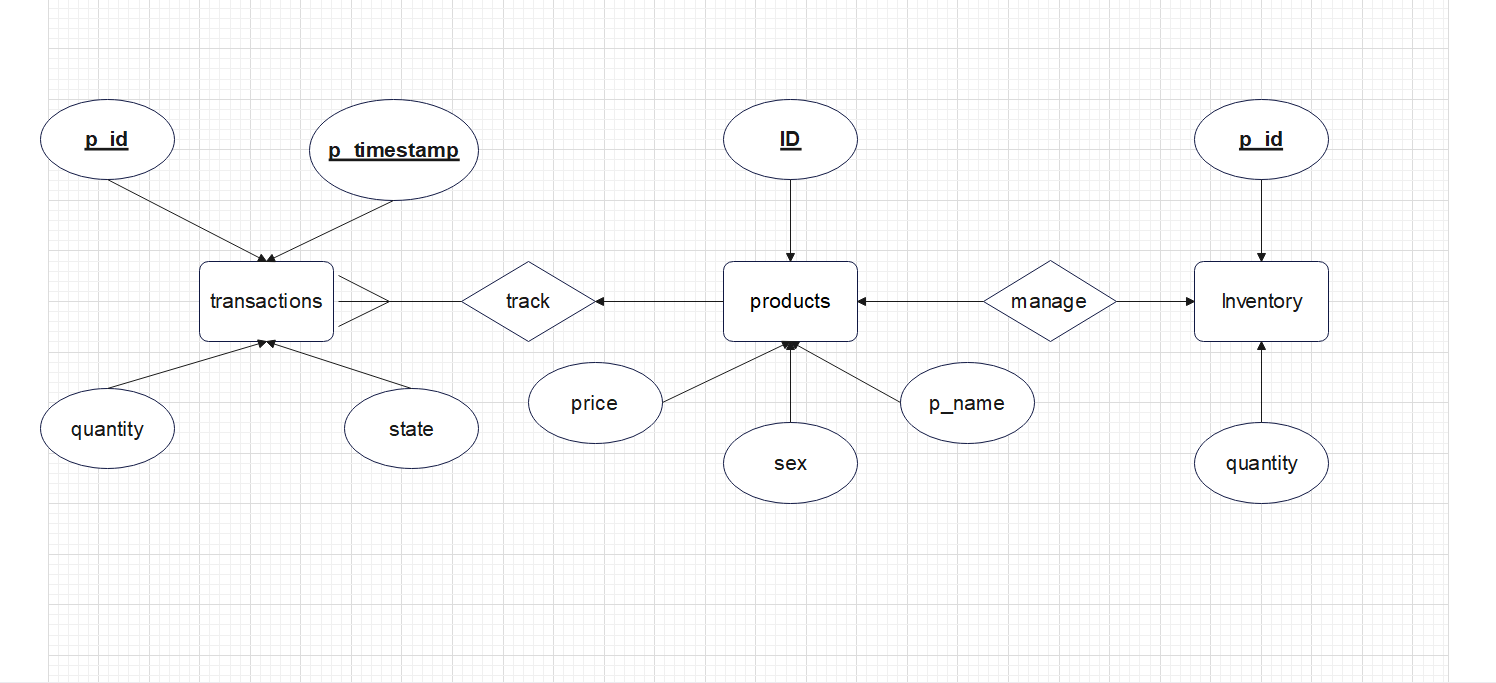 p_id
p_timestamp
ID
p_id
transactions
track
products
manage
Inventory
quantity
state
price
sex
p_name
quantity